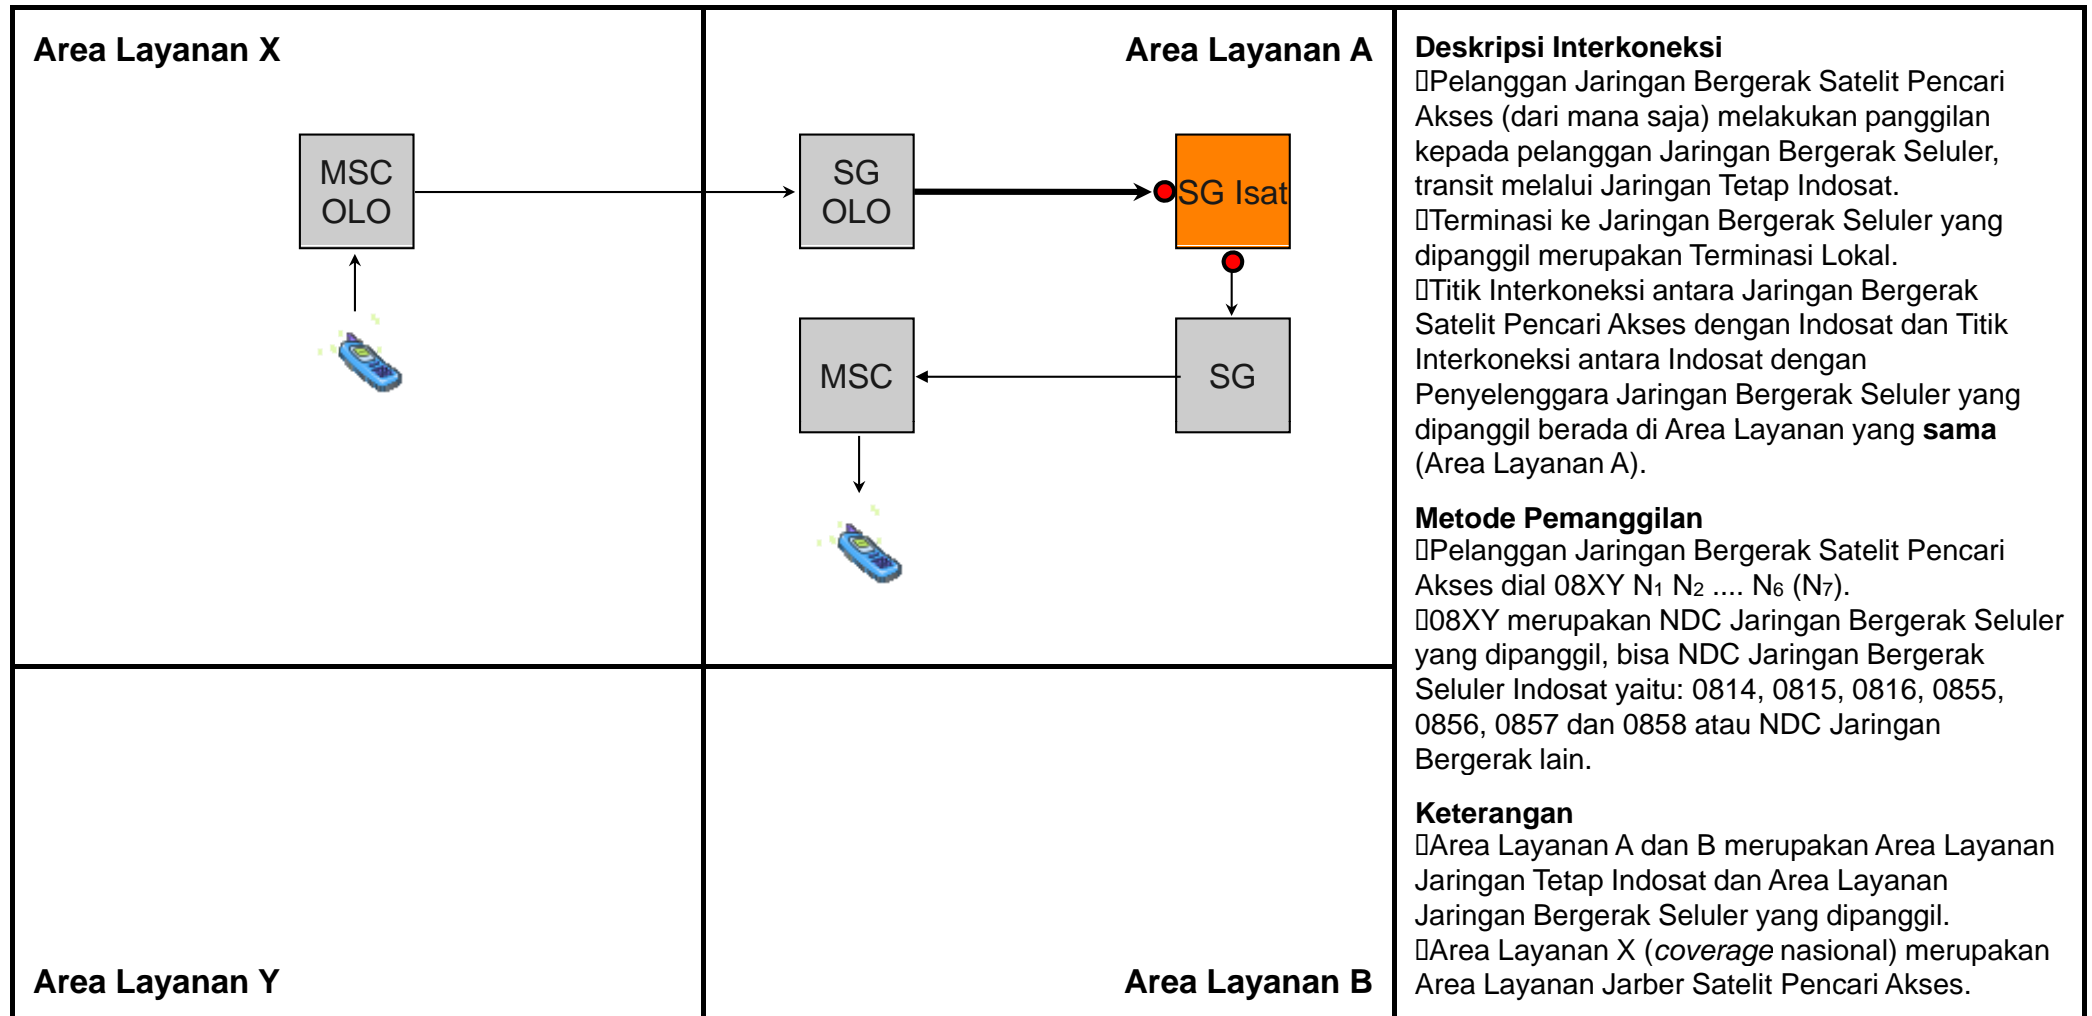 Area Layanan X
Area Layanan A
MSC
OLO
SG
OLO
SG Isat
MSC
SG
Area Layanan Y
Area Layanan B
Deskripsi Interkoneksi
Pelanggan Jaringan Bergerak Satelit Pencari
Akses (dari mana saja) melakukan panggilan
kepada pelanggan Jaringan Bergerak Seluler,
transit melalui Jaringan Tetap Indosat.
Terminasi ke Jaringan Bergerak Seluler yang
dipanggil merupakan Terminasi Lokal.
Titik Interkoneksi antara Jaringan Bergerak
Satelit Pencari Akses dengan Indosat dan Titik
Interkoneksi antara Indosat dengan
Penyelenggara Jaringan Bergerak Seluler yang
dipanggil berada di Area Layanan yang sama
(Area Layanan A).
Metode Pemanggilan
Pelanggan Jaringan Bergerak Satelit Pencari
Akses dial 08XY N1 N2 .... N6 (N7).
08XY merupakan NDC Jaringan Bergerak Seluler
yang dipanggil, bisa NDC Jaringan Bergerak
Seluler Indosat yaitu: 0814, 0815, 0816, 0855,
0856, 0857 dan 0858 atau NDC Jaringan
Bergerak lain.
Keterangan
Area Layanan A dan B merupakan Area Layanan
Jaringan Tetap Indosat dan Area Layanan
Jaringan Bergerak Seluler yang dipanggil.
Area Layanan X (coverage nasional) merupakan
Area Layanan Jarber Satelit Pencari Akses.